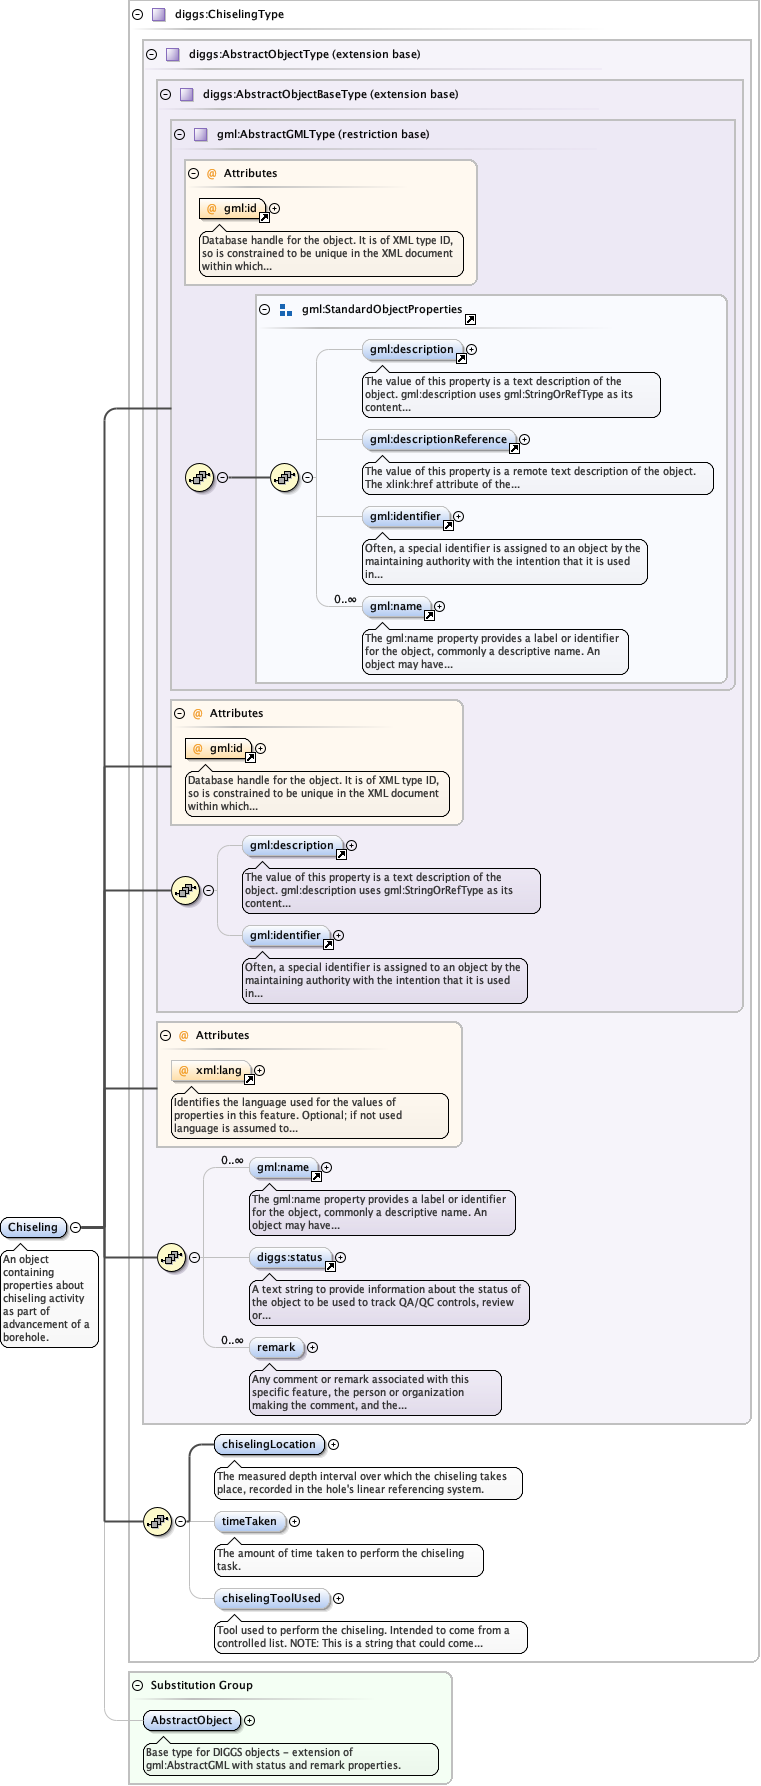 diggs:ChiselingType
diggs:AbstractObjectType (extension base)
diggs:AbstractObjectBaseType (extension base)
gml:AbstractGMLType (restriction base)
@ Attributes
@ gml:id
Database handle for the object. It is of XML type ID,
so is constrained to be unique in the XML document
within which...
gml:StandardObjectProperties
gml:description
The value of this property is a text description of the
object. gml:description uses gml:StringOrRefType as its
content...
gml:descriptionReference
The value of this property is a remote text description of the object.
The xlink:href attribute of the...
gml:identifier
Often, a special identifier is assigned to an object by the
maintaining authority with the intention that it is used
in...
0..∞
gml:name
The gml:name property provides a label or identifier
for the object, commonly a descriptive name. An
object may have...
@ Attributes
@ gml:id
Database handle for the object. It is of XML type ID,
so is constrained to be unique in the XML document
within which...
gml:description
The value of this property is a text description of the
object. gml:description uses gml:StringOrRefType as its
content...
gml:identifier
Often, a special identifier is assigned to an object by the
maintaining authority with the intention that it is used
in...
@ Attributes
@ xml:lang
Identifies the language used for the values of
properties in this feature. Optional; if not used
language is assumed to...
0..∞
gml:name
The gml:name property provides a label or identifier
for the object, commonly a descriptive name. An
object may have...
Chiseling
An object
containing
properties about
chiseling activity
as part of
advancement of a
borehole.
diggs:status
A text string to provide information about the status of
the object to be used to track QA/QC controls, review
or...
0..∞
remark
Any comment or remark associated with this
specific feature, the person or organization
making the comment, and the...
chiselingLocation
The measured depth interval over which the chiseling takes
place, recorded in the hole's linear referencing system.
timeTaken
The amount of time taken to perform the chiseling
task.
chiselingToolUsed
Tool used to perform the chiseling. Intended to come from a
controlled list. NOTE: This is a string that could come...
Substitution Group
AbstractObject
Base type for DIGGS objects - extension of
gml:AbstractGML with status and remark properties.